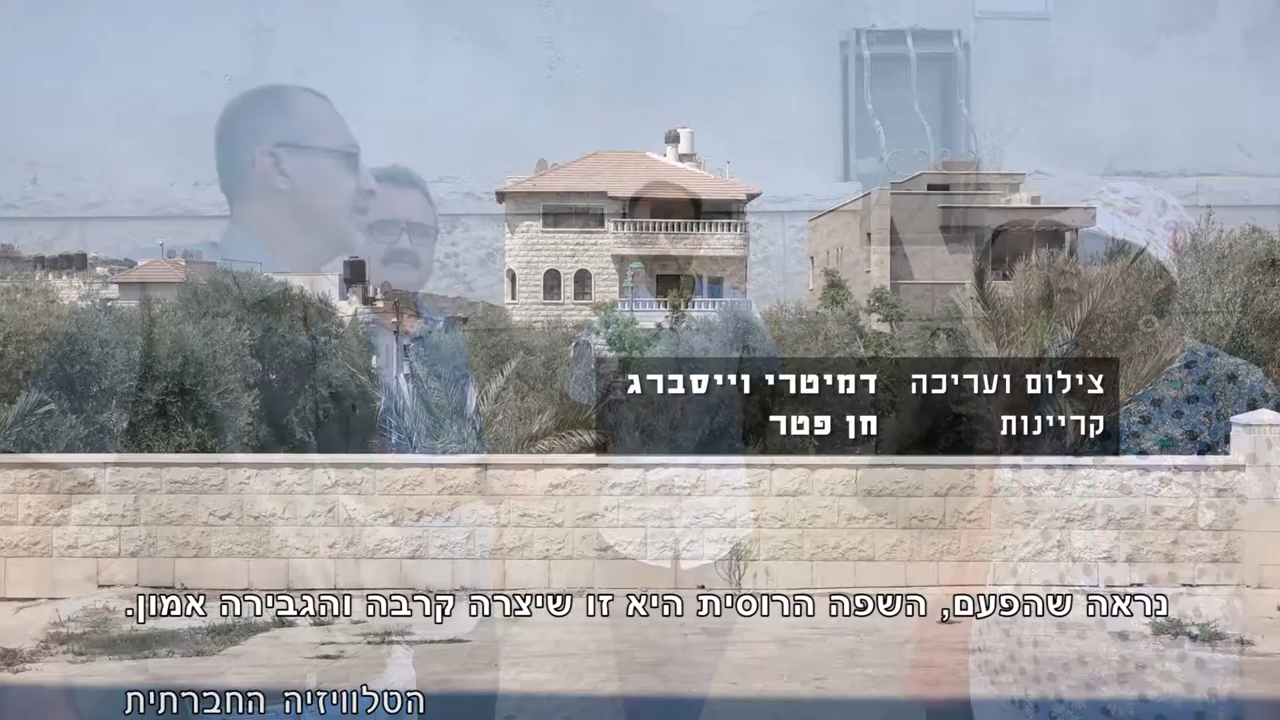 צילום ועריכה דמיטרי וייסברג
קריינות חן פטר
נראה שהפעם, השפה הרוסית היא זו שיצרה קרבה והגבירה אמון.
הטלוויזיה החברתית